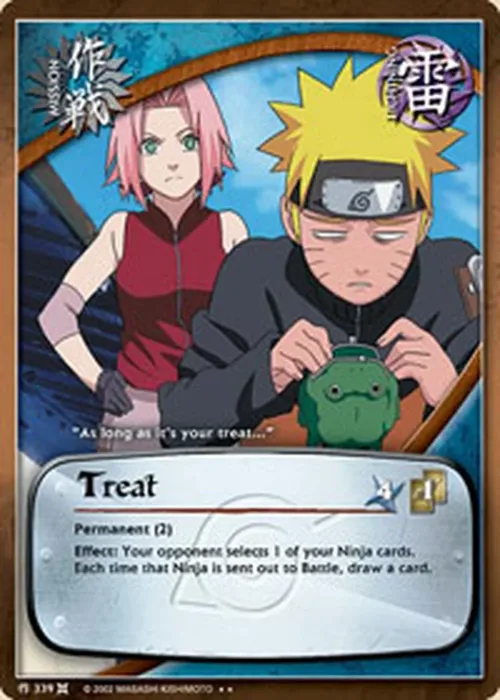 作戦
MISSION
雷
LIGHTNING
"As long as it's your treat..."
Treat
4
1
Permanent (2)
Effect: Your opponent selects 1 of your Ninja cards.
Each time that Ninja is sent out to Battle, draw a card.
339
© 2002 MASASHI KISHIMOTO